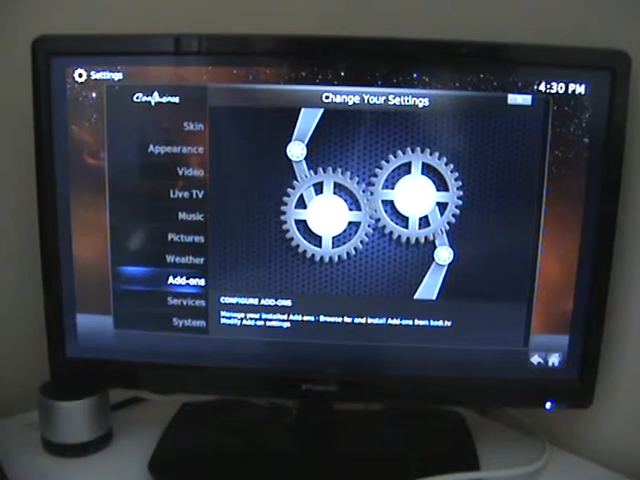 Settings
4:30 PM
Confluence
Change Your Settings
Skin
Appearance
Video
Live TV
Music
Pictures
Weather
Add-ons
Services
System
CONFIGURE ADD-ONS
Manage your installed Add-ons - Browse for and install Add-ons from kodi.tv
Modify Add-on settings